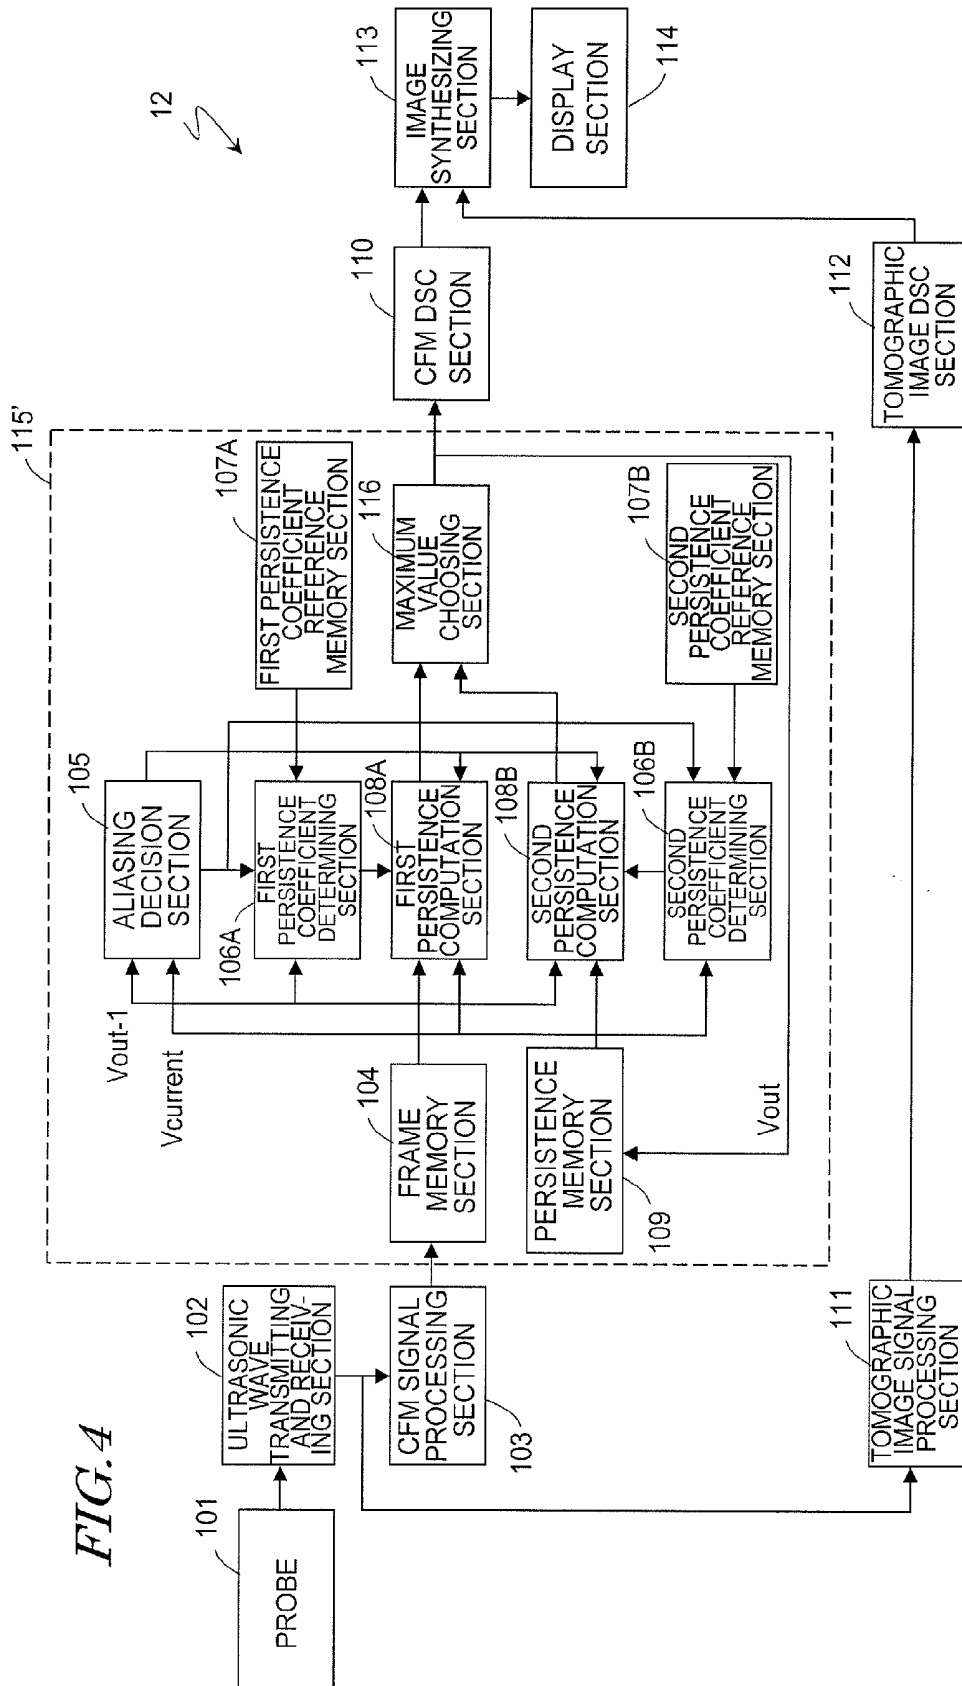 FIG.4
12
101
PROBE
102
ULTRASONIC
WAVE
TRANSMITTING
AND RECEIV-
ING SECTION
CFM SIGNAL
PROCESSING
SECTION
103
111
TOMOGRAPHIC
IMAGE SIGNAL
PROCESSING
SECTION
115'
Vout-1
Vcurrent
104
FRAME
MEMORY
SECTION
PERSISTENCE
MEMORY
SECTION
109
Vout
105
ALIASING
DECISION
SECTION
106A
FIRST
PERSISTENCE
COEFFICIENT
DETERMINING
SECTION
108A
FIRST
PERSISTENCE
COMPUTATION
SECTION
108B
SECOND
PERSISTENCE
COMPUTATION
SECTION
106B
SECOND
PERSISTENCE
COEFFICIENT
DETERMINING
SECTION
107A
FIRST PERSISTENCE
COEFFICIENT
REFERENCE
MEMORY SECTION
116
MAXIMUM
VALUE
CHOOSING
SECTION
107B
SECOND
PERSISTENCE
COEFFICIENT
REFERENCE
MEMORY SECTION
110
CFM DSC
SECTION
112
TOMOGRAPHIC
IMAGE DSC
SECTION
113
IMAGE
SYNTHESIZING
SECTION
DISPLAY
SECTION
114